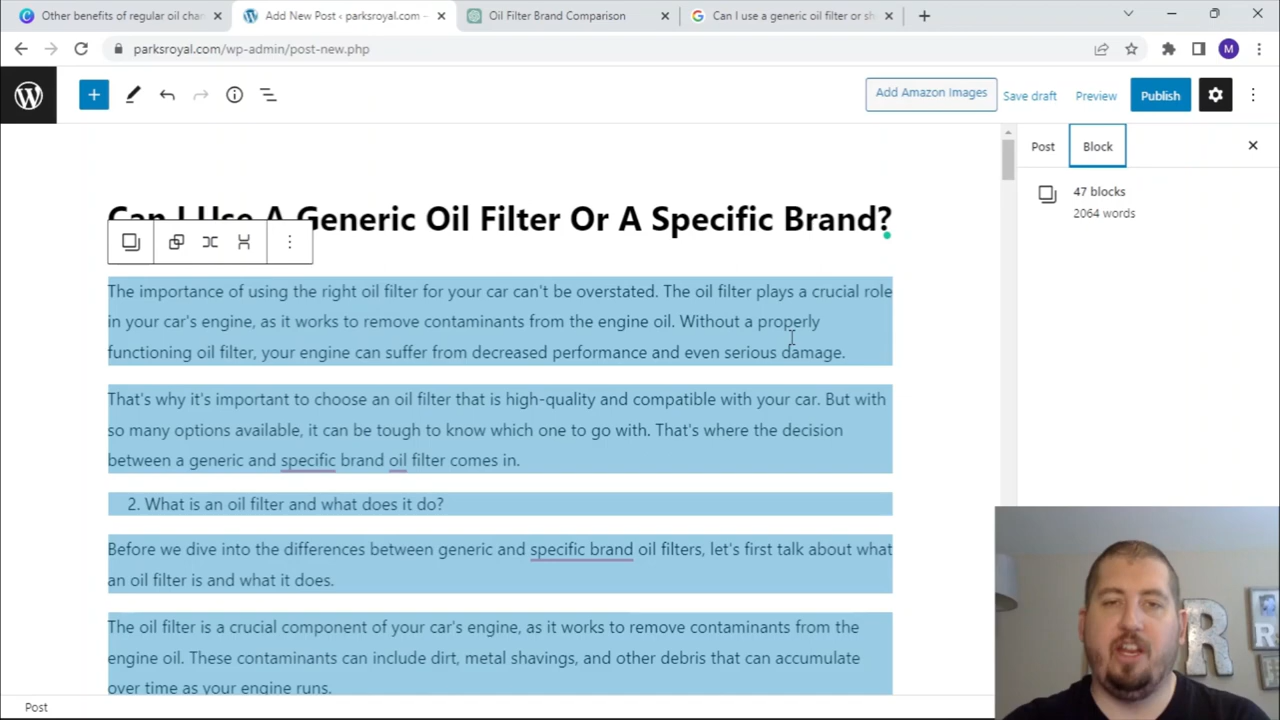 Other benefits of regular oil chan
Add New Post ‹ parksroyal.com —
Oil Filter Brand Comparison
Can I use a generic oil filter or sh
parksroyal.com/wp-admin/post-new.php
M
Add Amazon Images
Save draft
Preview
Publish
Post
Block
47 blocks
2064 words
Can I Use A Generic Oil Filter Or A Specific Brand?
The importance of using the right oil filter for your car can't be overstated. The oil filter plays a crucial role
in your car's engine, as it works to remove contaminants from the engine oil. Without a properly
functioning oil filter, your engine can suffer from decreased performance and even serious damage.
That's why it's important to choose an oil filter that is high-quality and compatible with your car. But with
so many options available, it can be tough to know which one to go with. That's where the decision
between a generic and specific brand oil filter comes in.
2. What is an oil filter and what does it do?
Before we dive into the differences between generic and specific brand oil filters, let's first talk about what
an oil filter is and what it does.
The oil filter is a crucial component of your car's engine, as it works to remove contaminants from the
engine oil. These contaminants can include dirt, metal shavings, and other debris that can accumulate
over time as your engine runs.
Post
R